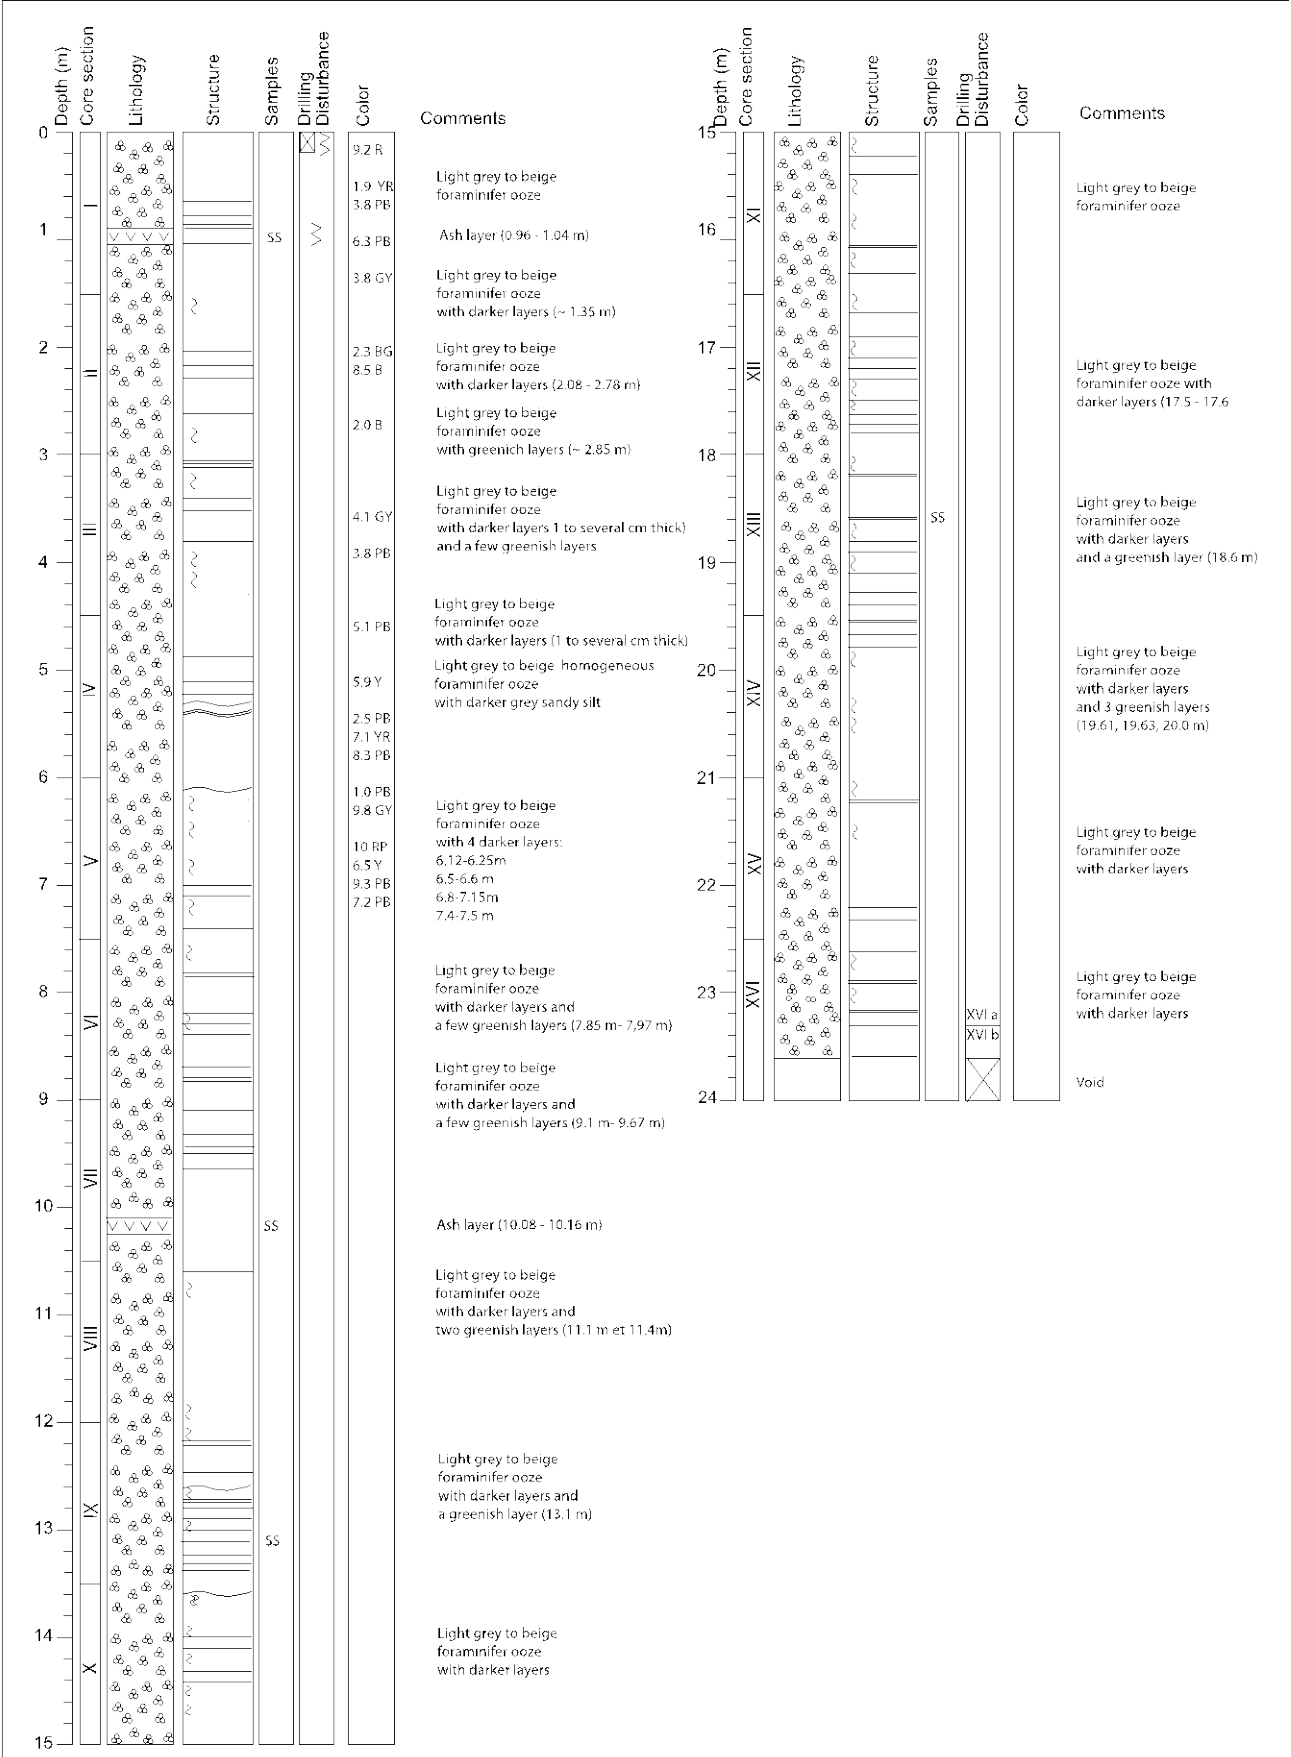 Depth (m)
Core section
Lithology
Structure
Samples
Drilling
Disturbance
Color
Comments
0
1
2
3
4
5
6
7
8
9
10
11
12
13
14
15
I
II
III
IV
V
VI
VII
VIII
XI
X
SS
SS
SS
9.2 R
1.9 YR
3.8 PB
6.3 PB
3.8 GY
2.3 BG
8.5 B
2.0 B
4.1 GY
3.8 PB
5.1 PB
5.9 Y
2.5 PB
7.1 YR
8.3 PB
1.0 PB
9.8 GY
10 RP
6.5 Y
9.3 PB
7.2 PB
Light grey to beige
foraminifer ooze
Ash layer (0.96 - 1.04 m)
Light grey to beige
foraminifer ooze
with darker layers (~ 1.35 m)
Light grey to beige
foraminifer ooze
with darker layers (2.08 - 2.78 m)
Light grey to beige
foraminifer ooze
with greenich layers (~ 2.85 m)
Light grey to beige
foraminifer ooze
with darker layers 1 to several cm thick)
and a few greenish layers
Light grey to beige
foraminifer ooze
with darker layers (1 to several cm thick)
Light grey to beige homogeneous
foraminifer ooze
with darker grey sandy silt
Light grey to beige
foraminifer ooze
with 4 darker layers:
6.12-6.25m
6.5-6.6 m
6.8-7.15m
7.4-7.5 m
Light grey to beige
foraminifer ooze
with darker layers and
a few greenish layers (7.85 m- 7,97 m)
Light grey to beige
foraminifer ooze
with darker layers and
a few greenish layers (9.1 m- 9.67 m)
Ash layer (10.08 - 10.16 m)
Light grey to beige
foraminifer ooze
with darker layers and
two greenish layers (11.1 m et 11.4m)
Light grey to beige
foraminifer ooze
with darker layers and
a greenish layer (13.1 m)
Light grey to beige
foraminifer ooze
with darker layers
Depth (m)
Core section
Lithology
Structure
Samples
Drilling
Disturbance
Color
Comments
15
16
17
18
19
20
21
22
23
24
XI
XII
XIII
XIV
XV
XVI
SS
XVI a
XVI b
Light grey to beige
foraminifer ooze
Light grey to beige
foraminifer ooze with
darker layers (17.5 - 17.6
Light grey to beige
foraminifer ooze
with darker layers
and a greenish layer (18.6 m)
Light grey to beige
foraminifer ooze
with darker layers
and 3 greenish layers
(19.61, 19.63, 20.0 m)
Light grey to beige
foraminifer ooze
with darker layers
Light grey to beige
foraminifer ooze
with darker layers
Void